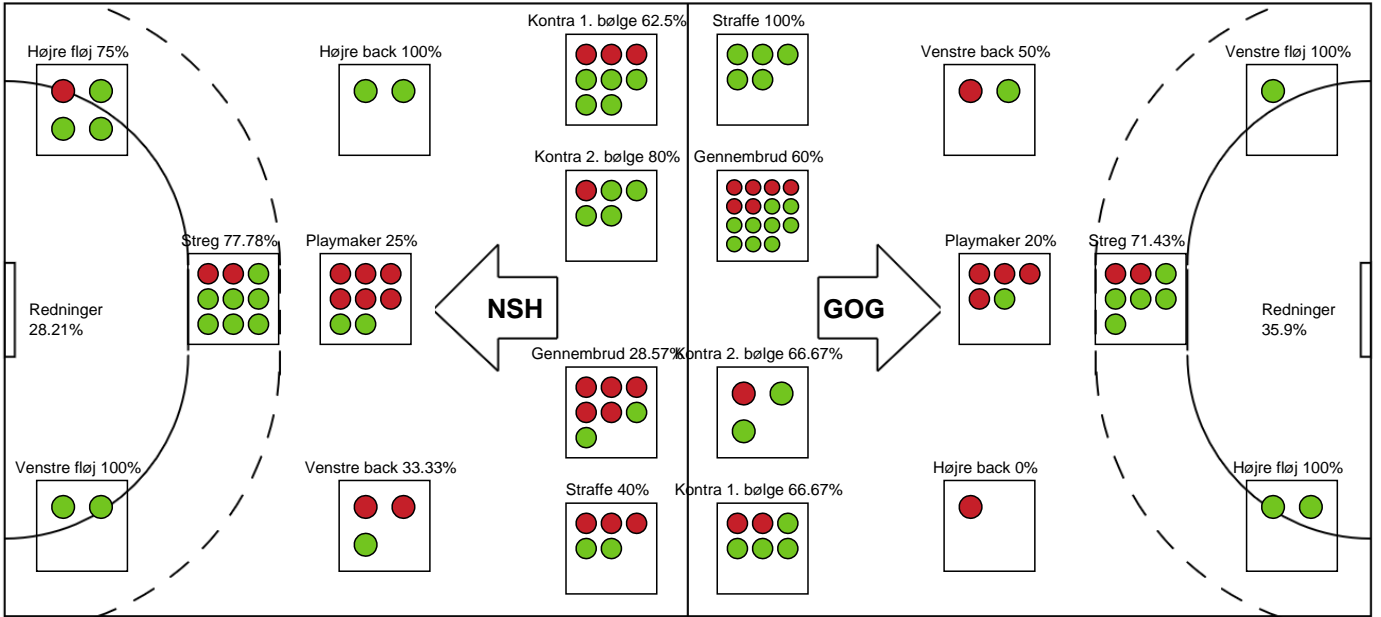 Kontra 1. bølge 62.5%
Straffe 100%
Højre fløj 75%
Højre back 100%
Venstre back 50%
Venstre fløj 100%
Kontra 2. bølge 80%
Gennembrud 60%
Streg 77.78%
Playmaker 25%
Playmaker 20%
Streg 71.43%
Redninger
28.21%
NSH
GOG
Redninger
35.9%
Gennembrud 28.57%
Kontra 2. bølge 66.67%
Venstre fløj 100%
Venstre back 33.33%
Højre back 0%
Højre fløj 100%
Straffe 40%
Kontra 1. bølge 66.67%